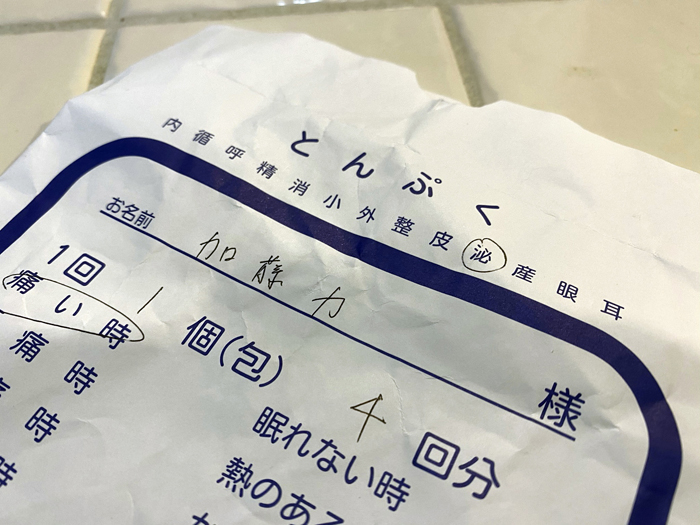 とんぷく
内 循 呼 精 消 小 外 整 皮 泌 産 眼 耳
お名前 加藤 力 様
1回 1 個(包) 4 回分
痛い時 眠れない時
痛時 熱のある
時
時